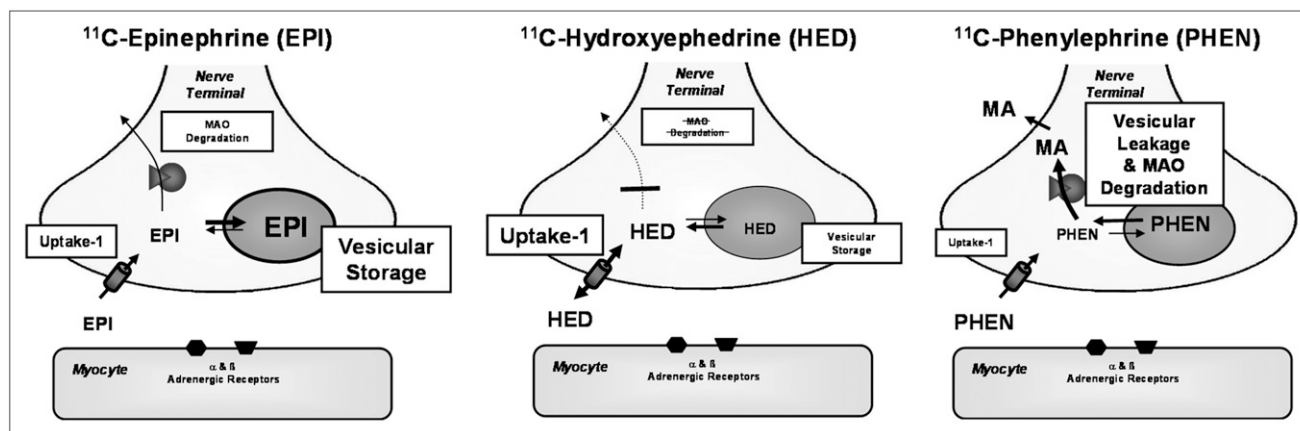 ¹¹C-Epinephrine (EPI)
Nerve
Terminal
MAO
Degradation
EPI
EPI
Uptake-1
Vesicular
Storage
EPI
Myocyte
α & ß
Adrenergic Receptors
¹¹C-Hydroxyephedrine (HED)
Nerve
Terminal
MAO
Degradation
Uptake-1
HED
HED
Vesicular
Storage
HED
Myocyte
α & ß
Adrenergic Receptors
¹¹C-Phenylephrine (PHEN)
Nerve
Terminal
MA
MA
Vesicular
Leakage
& MAO
Degradation
Uptake-1
PHEN
PHEN
PHEN
Myocyte
α & ß
Adrenergic Receptors